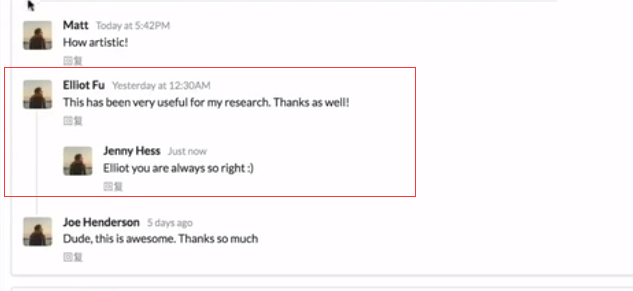 Matt Today at 5:42PM
How artistic!
回复
Elliot Fu Yesterday at 12:30AM
This has been very useful for my research. Thanks as well!
回复
Jenny Hess Just now
Elliot you are always so right :)
回复
Joe Henderson 5 days ago
Dude, this is awesome. Thanks so much
回复